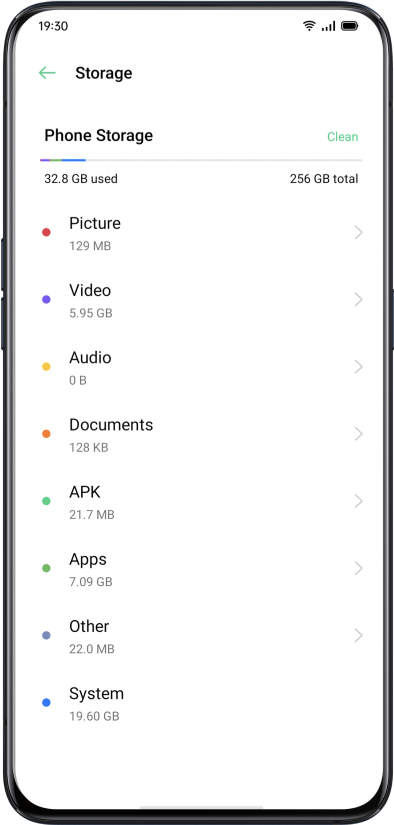 19:30
Storage
Phone Storage
Clean
32.8 GB used
256 GB total
Picture
129 MB
Video
5.95 GB
Audio
0 B
Documents
128 KB
APK
21.7 MB
Apps
7.09 GB
Other
22.0 MB
System
19.60 GB